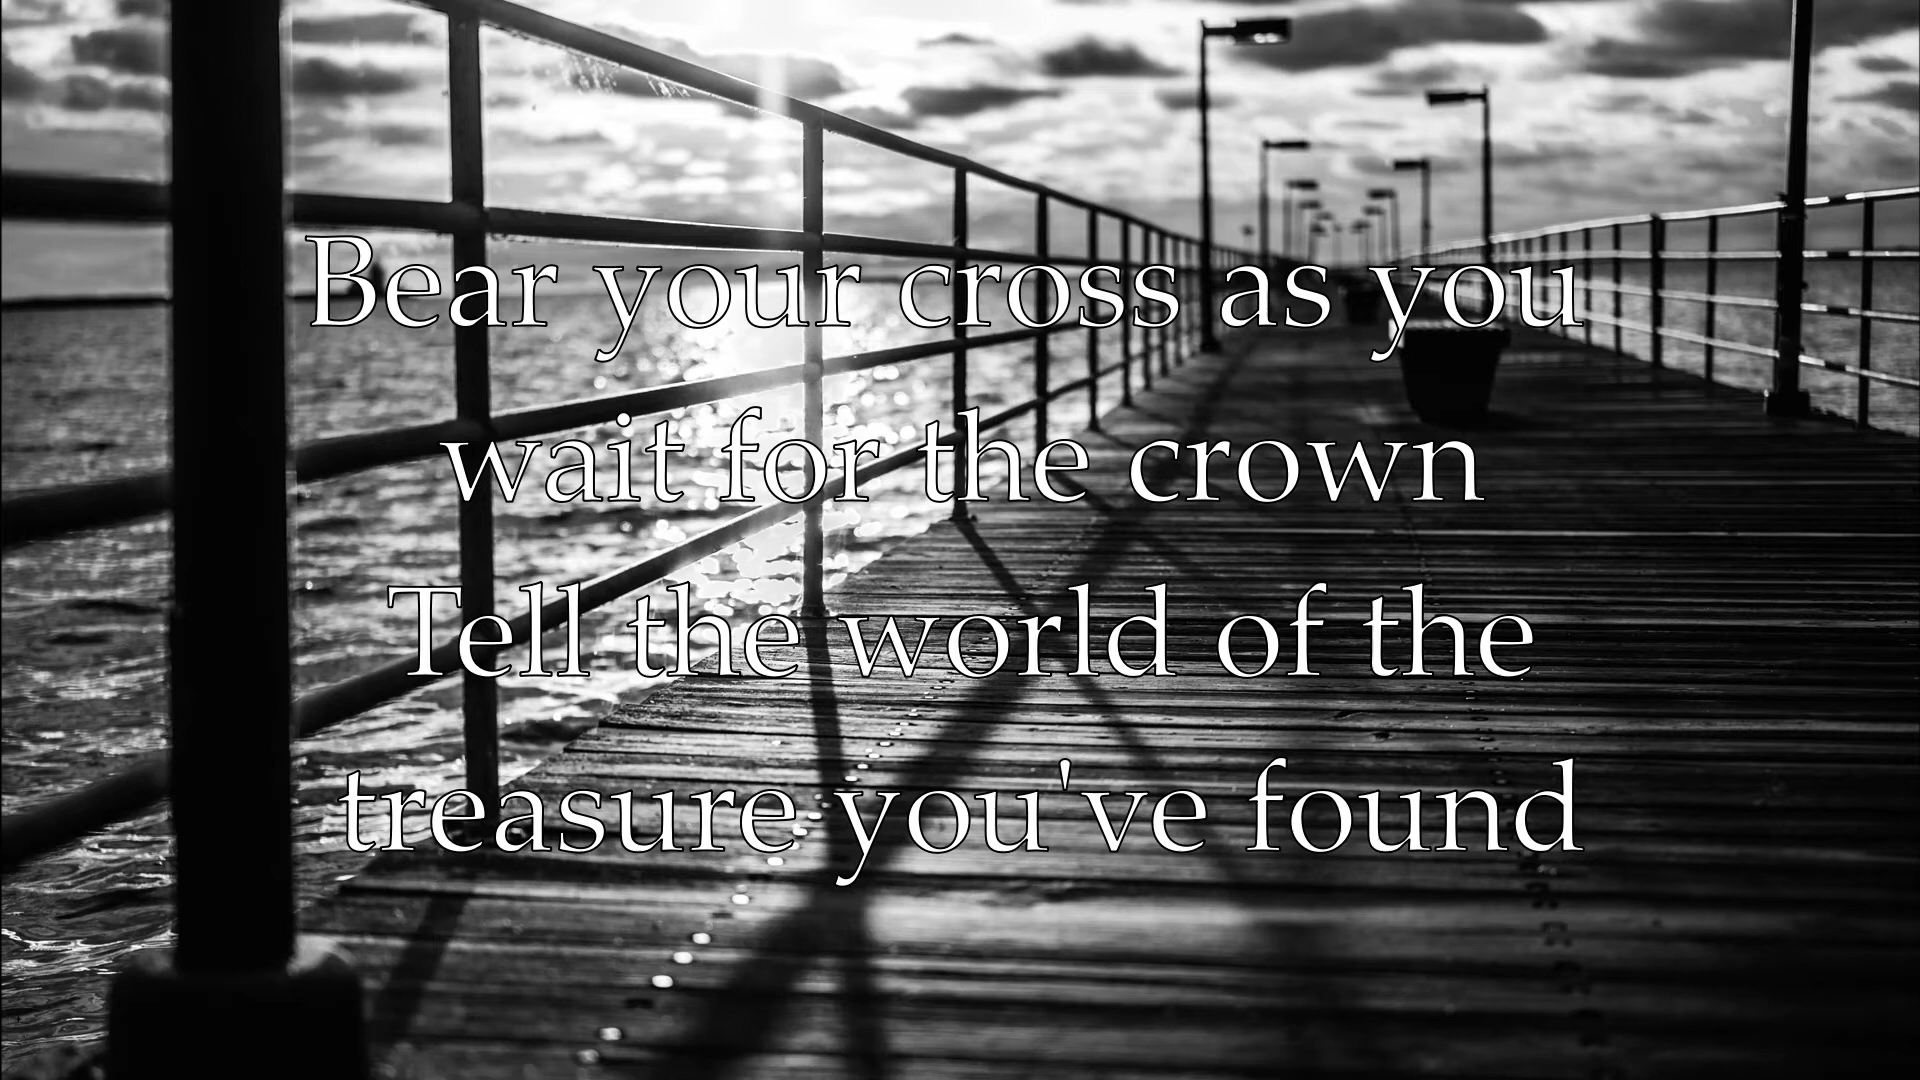 Bear your cross as you
wait for the crown
Tell the world of the
treasure you've found